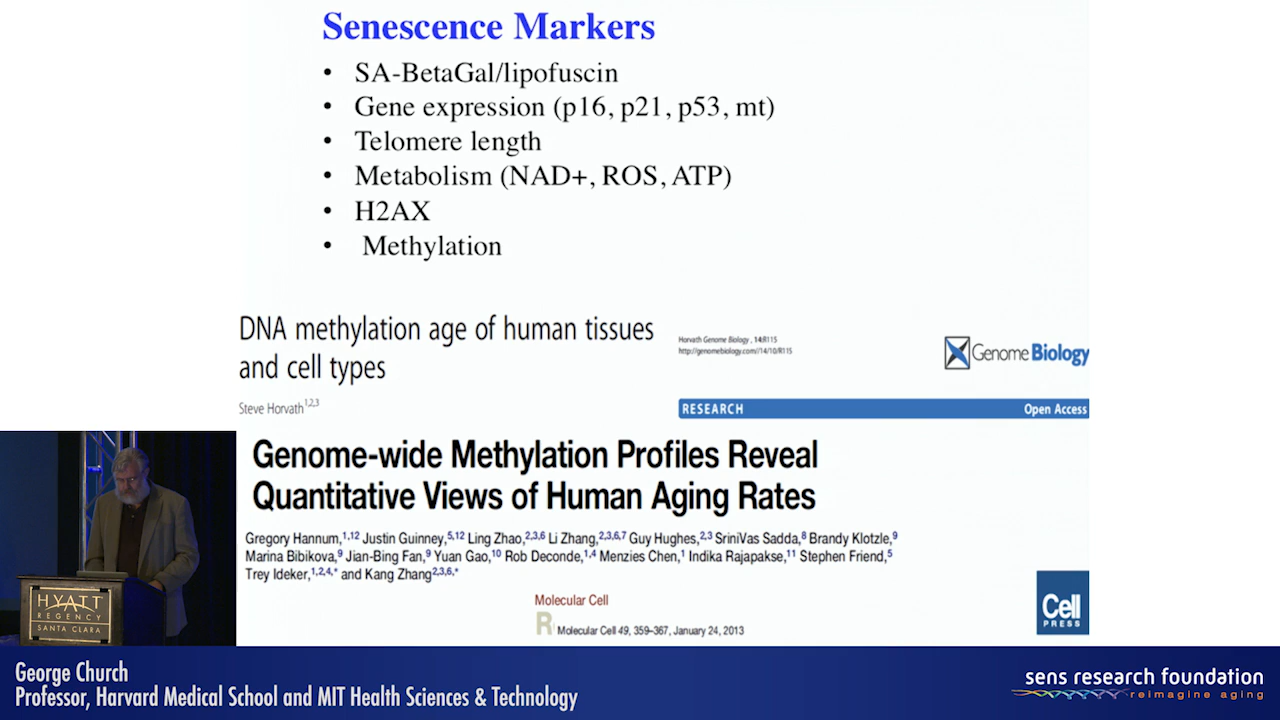 Senescence Markers
• SA-BetaGal/lipofuscin
• Gene expression (p16, p21, p53, mt)
• Telomere length
• Metabolism (NAD+, ROS, ATP)
• H2AX
• Methylation
DNA methylation age of human tissues
and cell types
Steve Horvath1,2,3
Horvath Genome Biology , 14:R115
http://genomebiology.com//14/10/R115
Genome Biology
RESEARCH
Open Access
Genome-wide Methylation Profiles Reveal
Quantitative Views of Human Aging Rates
Gregory Hannum,1,12 Justin Guinney,5,12 Ling Zhao,2,3,6 Li Zhang,2,3,6,7 Guy Hughes,2,3 SriniVas Sadda,8 Brandy Klotzle,9
Marina Bibikova,9 Jian-Bing Fan,9 Yuan Gao,10 Rob Deconde,1,4 Menzies Chen,1 Indika Rajapakse,11 Stephen Friend,5
Trey Ideker,1,2,4,* and Kang Zhang2,3,6,*
Molecular Cell
R
Molecular Cell 49, 359–367, January 24, 2013
Cell
PRESS
HYATT
REGENCY
SANTA CLARA
George Church
Professor, Harvard Medical School and MIT Health Sciences & Technology
sens research foundation
reimagine aging